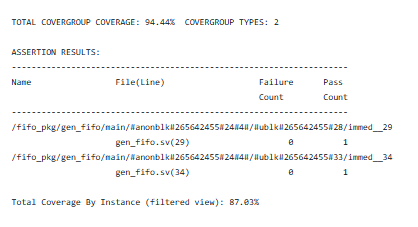 TOTAL COVERGROUP COVERAGE: 94.44%  COVERGROUP TYPES: 2
ASSERTION RESULTS:
------------------------------------------------------------------
Name                 File(Line)                   Failure      Pass
                                                  Count        Count
------------------------------------------------------------------
/fifo_pkg/gen_fifo/main/#anonblk#265642455#24#4#/#ublk#265642455#28/immed__29
                     gen_fifo.sv(29)                    0          1
/fifo_pkg/gen_fifo/main/#anonblk#265642455#24#4#/#ublk#265642455#33/immed__34
                     gen_fifo.sv(34)                    0          1
Total Coverage By Instance (filtered view): 87.03%